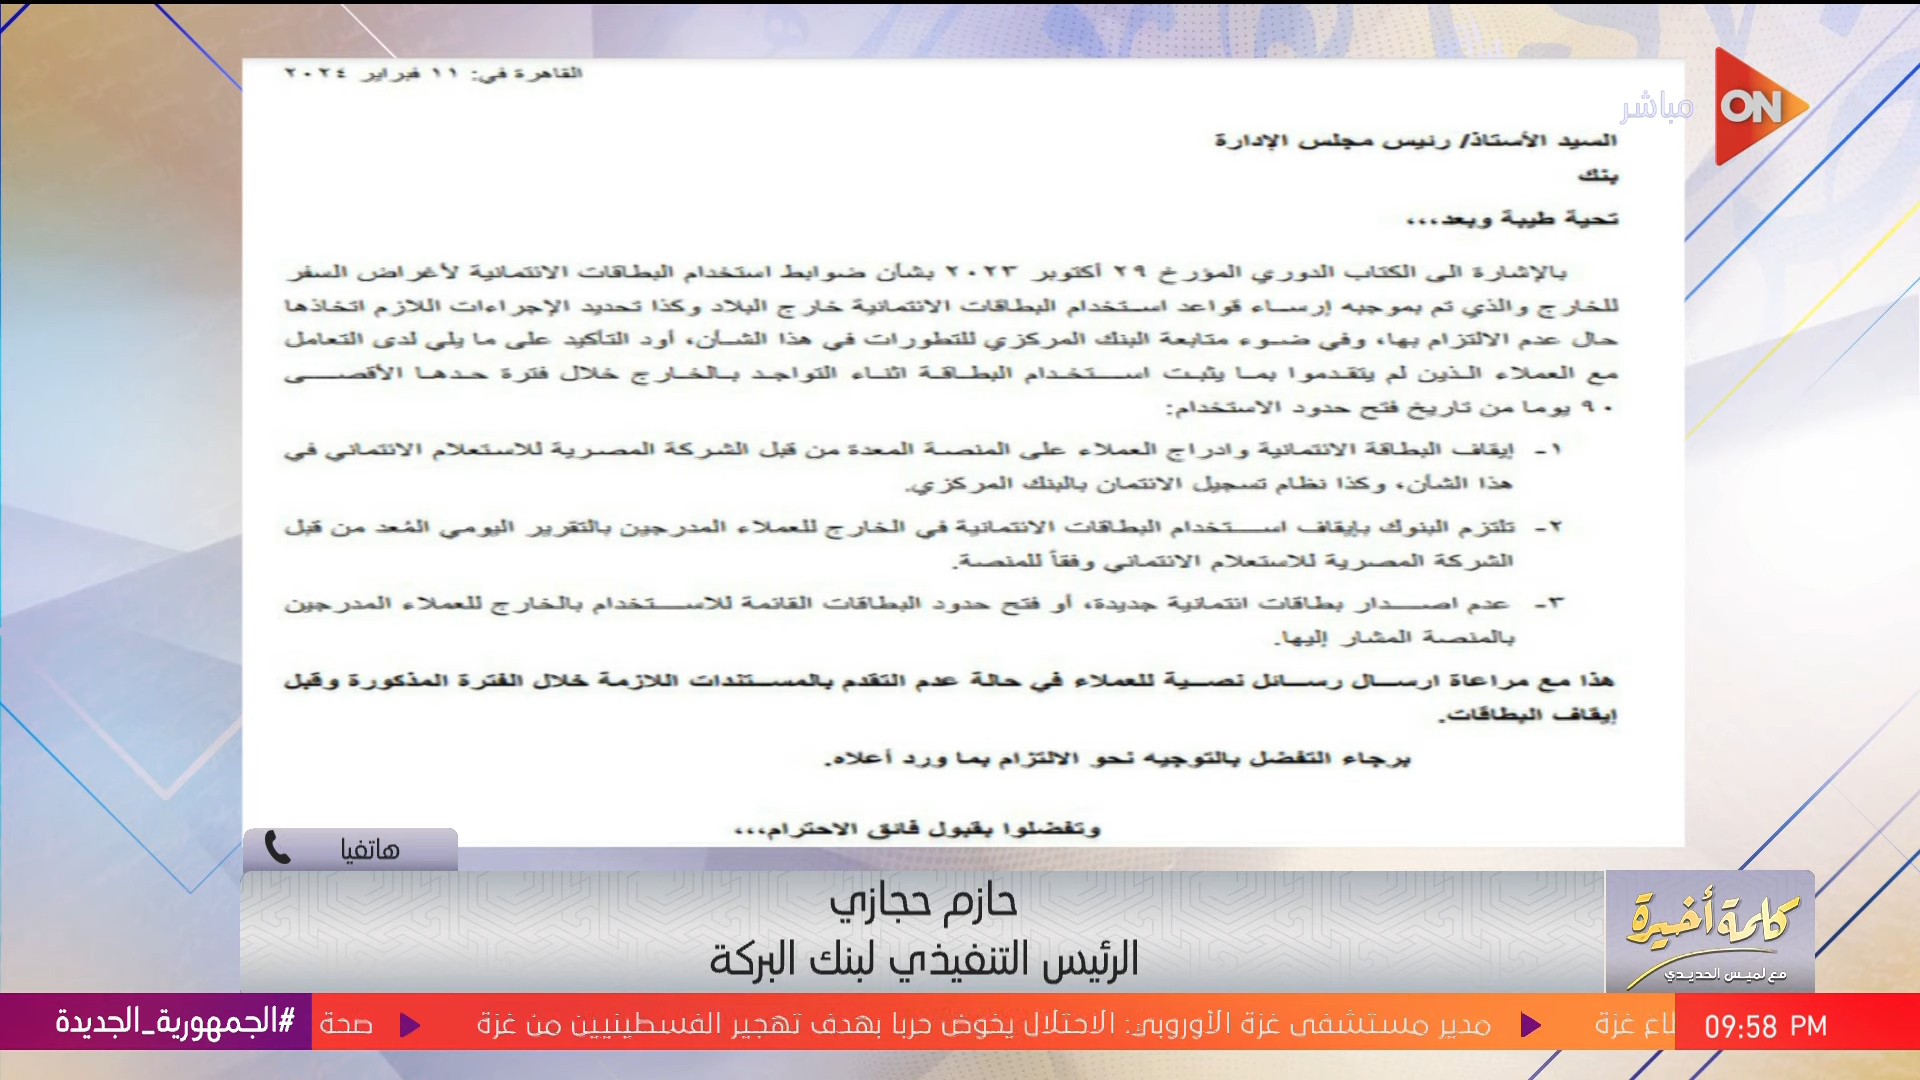 القاهرة في: ١١ فبراير ٢٠٢٤
مباشر
ON
السيد الأستاذ/ رئيس مجلس الإدارة
بنك
تحية طيبة وبعد...
بالإشارة الى الكتاب الدوري المؤرخ ٢٩ أكتوبر ٢٠٢٣ بشأن ضوابط استخدام البطاقات الائتمانية لأغراض السفر
للخارج والذي تم بموجبه إرساء قواعد استخدام البطاقات الائتمانية خارج البلاد وكذا تحديد الإجراءات اللازم اتخاذها
حال عدم الالتزام بها، وفي ضوء متابعة البنك المركزي للتطورات في هذا الشأن، أود التأكيد على ما يلي لدى التعامل
مع العملاء الذين لم يتقدموا بما يثبت استخدام البطاقة اثناء التواجد بالخارج خلال فترة حدها الأقصى
٩٠ يوما من تاريخ فتح حدود الاستخدام:
١- إيقاف البطاقة الائتمانية وادراج العملاء على المنصة المعدة من قبل الشركة المصرية للاستعلام الائتماني في
هذا الشأن، وكذا نظام تسجيل الائتمان بالبنك المركزي.
٢- تلتزم البنوك بإيقاف استخدام البطاقات الائتمانية في الخارج للعملاء المدرجين بالتقرير اليومي المُعد من قبل
الشركة المصرية للاستعلام الائتماني وفقاً للمنصة.
٣- عدم اصدار بطاقات ائتمانية جديدة، أو فتح حدود البطاقات القائمة للاستخدام بالخارج للعملاء المدرجين
بالمنصة المشار إليها.
هذا مع مراعاة ارسال رسائل نصية للعملاء في حالة عدم التقدم بالمستندات اللازمة خلال الفترة المذكورة وقبل
إيقاف البطاقات.
برجاء التفضل بالتوجيه نحو الالتزام بما ورد أعلاه.
وتفضلوا بقبول فائق الاحترام...
هاتفيا
حازم حجازي
الرئيس التنفيذي لبنك البركة
كلمة أخيرة
مع لميس الحديدي
09:58 PM
ـاع غزة
مدير مستشفى غزة الأوروبي: الاحتلال يخوض حربا بهدف تهجير الفلسطينيين من غزة
صحة
#الجمهورية_الجديدة